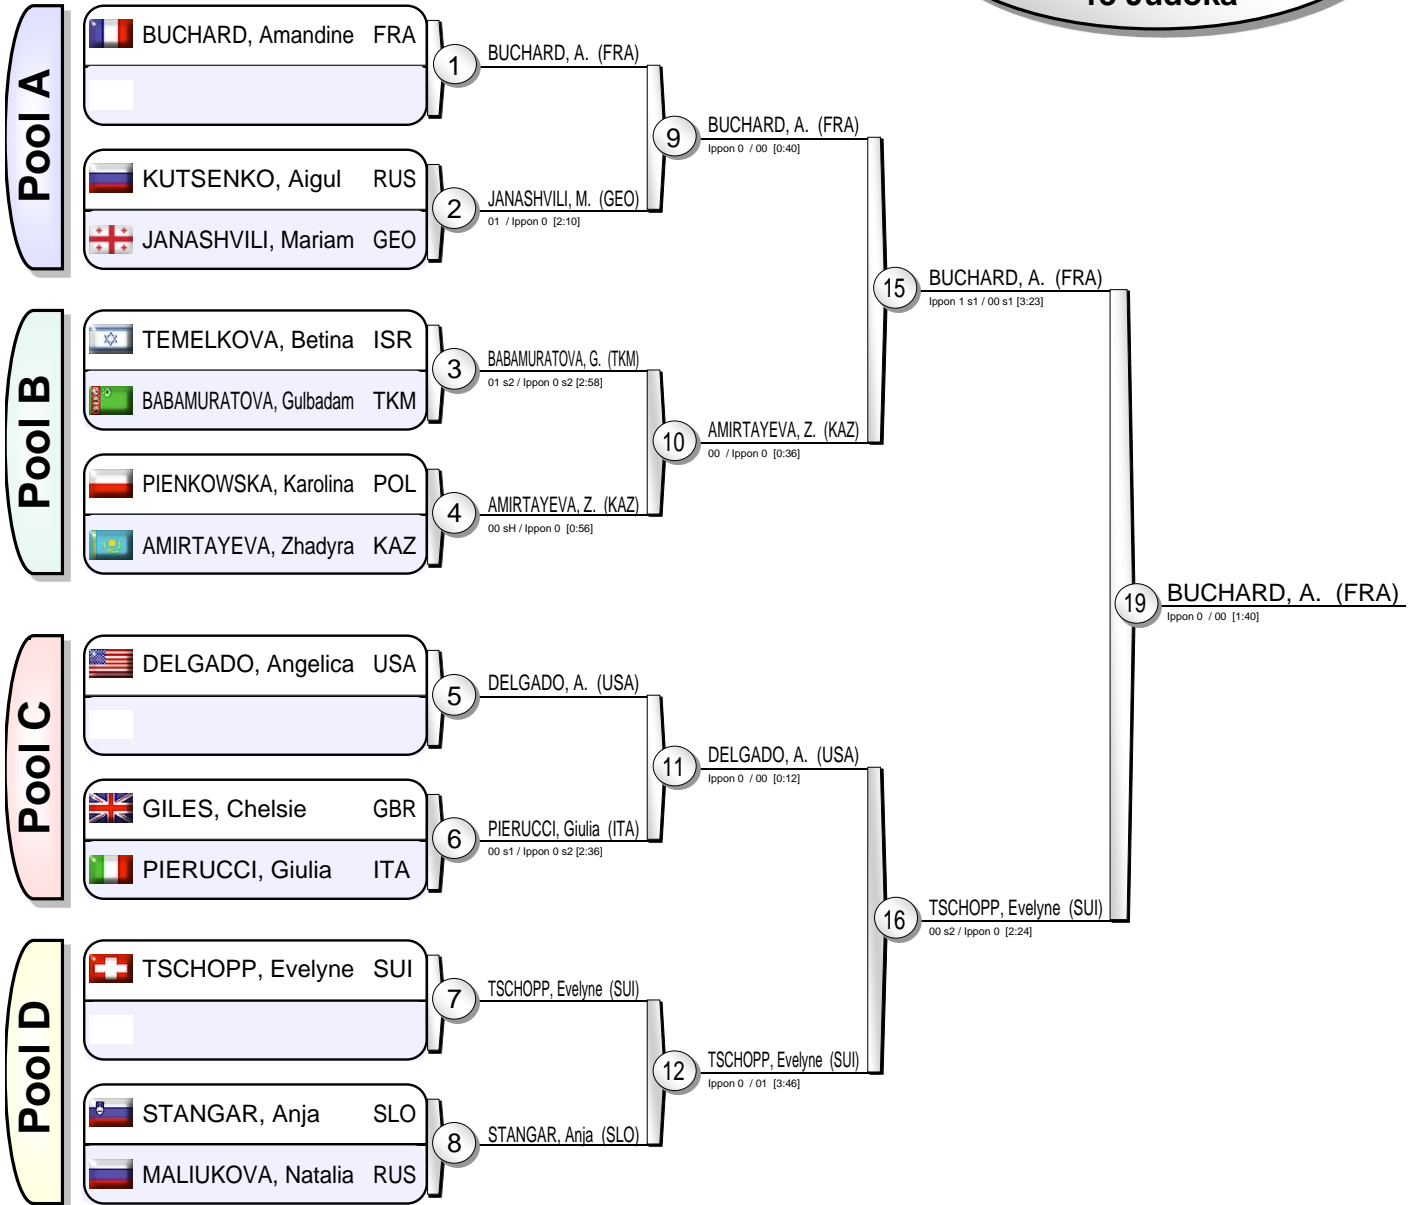 13 Judoka
Pool A
BUCHARD, Amandine FRA
KUTSENKO, Aigul RUS
JANASHVILI, Mariam GEO
Pool B
TEMELKOVA, Betina ISR
BABAMURATOVA, Gulbadam TKM
PIENKOWSKA, Karolina POL
AMIRTAYEVA, Zhadyra KAZ
Pool C
DELGADO, Angelica USA
GILES, Chelsie GBR
PIERUCCI, Giulia ITA
Pool D
TSCHOPP, Evelyne SUI
STANGAR, Anja SLO
MALIUKOVA, Natalia RUS
1
BUCHARD, A. (FRA)
2
JANASHVILI, M. (GEO)
01 / Ippon 0 [2:10]
3
BABAMURATOVA, G. (TKM)
01 s2 / Ippon 0 s2 [2:58]
4
AMIRTAYEVA, Z. (KAZ)
00 sH / Ippon 0 [0:56]
5
DELGADO, A. (USA)
6
PIERUCCI, Giulia (ITA)
00 s1 / Ippon 0 s2 [2:36]
7
TSCHOPP, Evelyne (SUI)
8
STANGAR, Anja (SLO)
9
BUCHARD, A. (FRA)
Ippon 0 / 00 [0:40]
10
AMIRTAYEVA, Z. (KAZ)
00 / Ippon 0 [0:36]
11
DELGADO, A. (USA)
Ippon 0 / 00 [0:12]
12
TSCHOPP, Evelyne (SUI)
Ippon 0 / 01 [3:46]
15
BUCHARD, A. (FRA)
Ippon 1 s1 / 00 s1 [3:23]
16
TSCHOPP, Evelyne (SUI)
00 s2 / Ippon 0 [2:24]
19
BUCHARD, A. (FRA)
Ippon 0 / 00 [1:40]